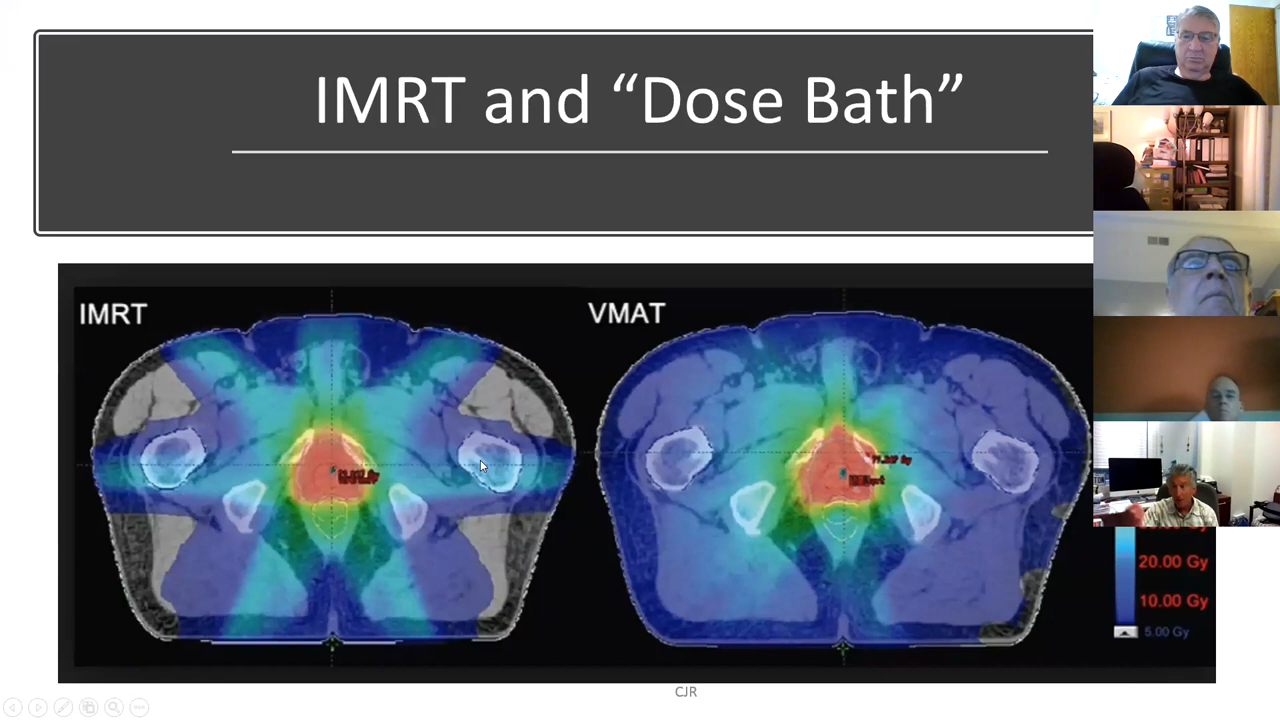 IMRT and “Dose Bath”
IMRT
VMAT
20.00 Gy
10.00 Gy
5.00 Gy
CJR